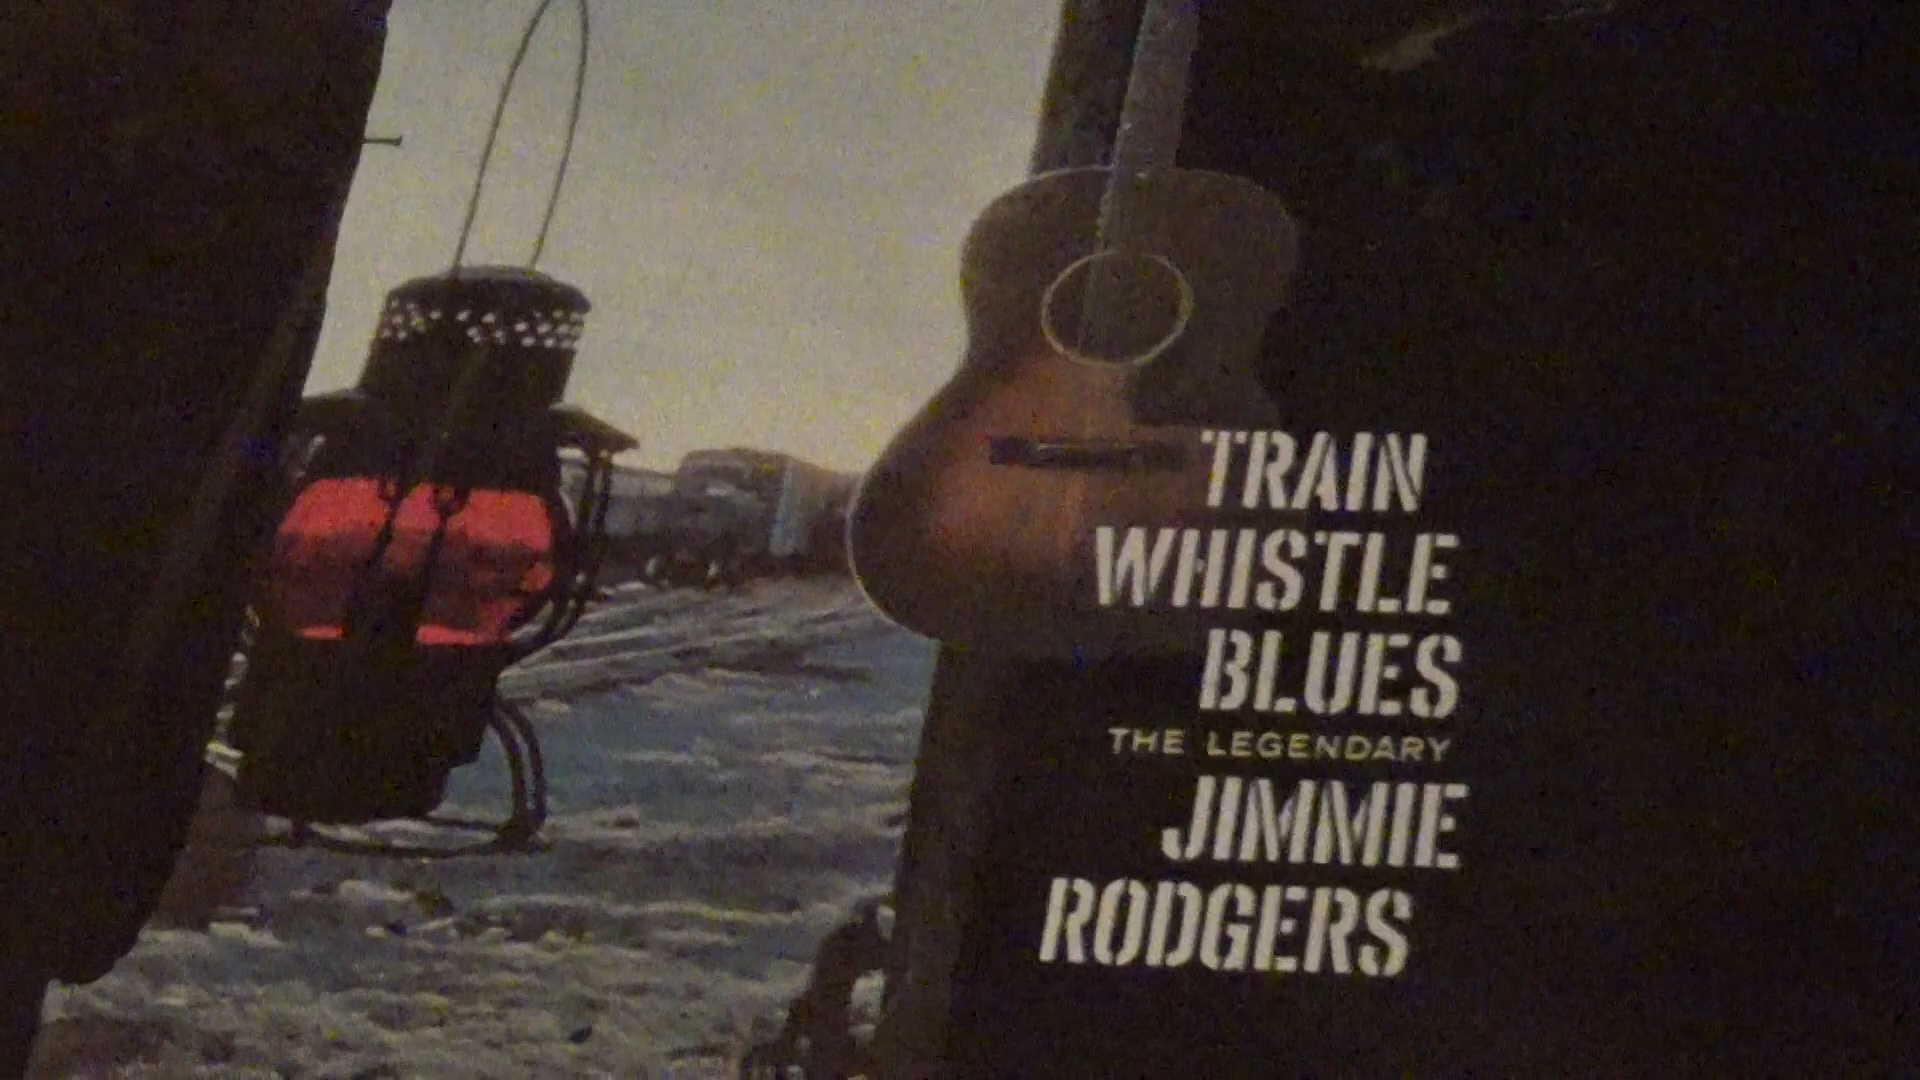 TRAIN
WHISTLE
BLUES
THE LEGENDARY
JIMMIE
RODGERS